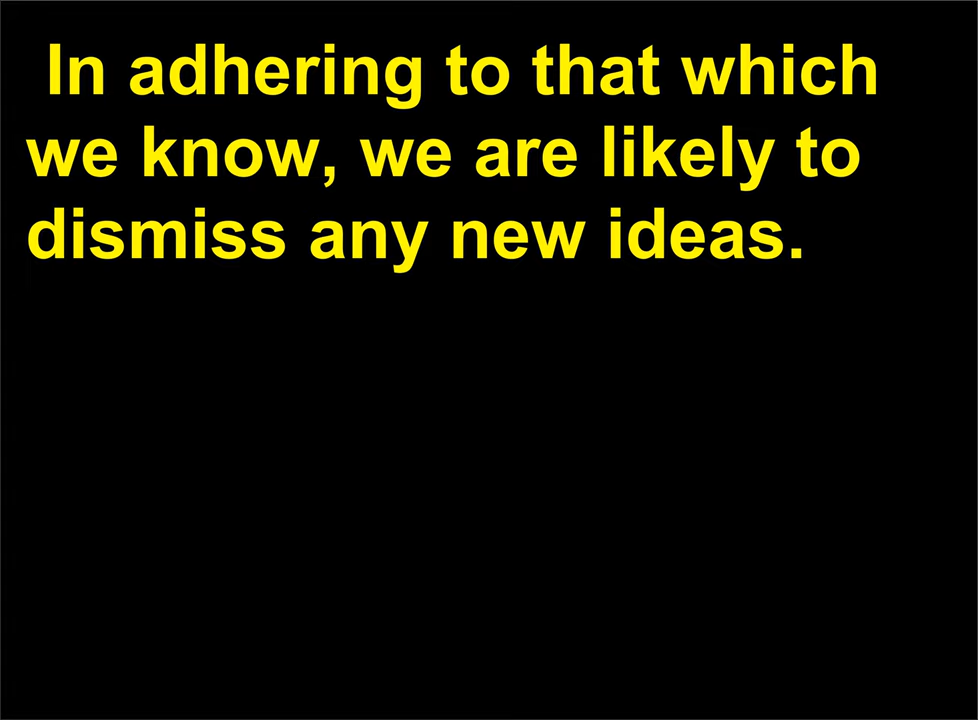 In adhering to that which
we know, we are likely to
dismiss any new ideas.